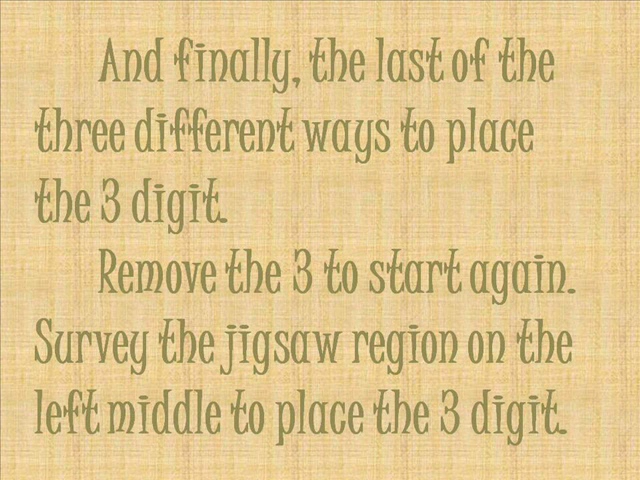 And finally, the last of the
three different ways to place
the 3 digit.
Remove the 3 to start again.
Survey the jigsaw region on the
left middle to place the 3 digit.